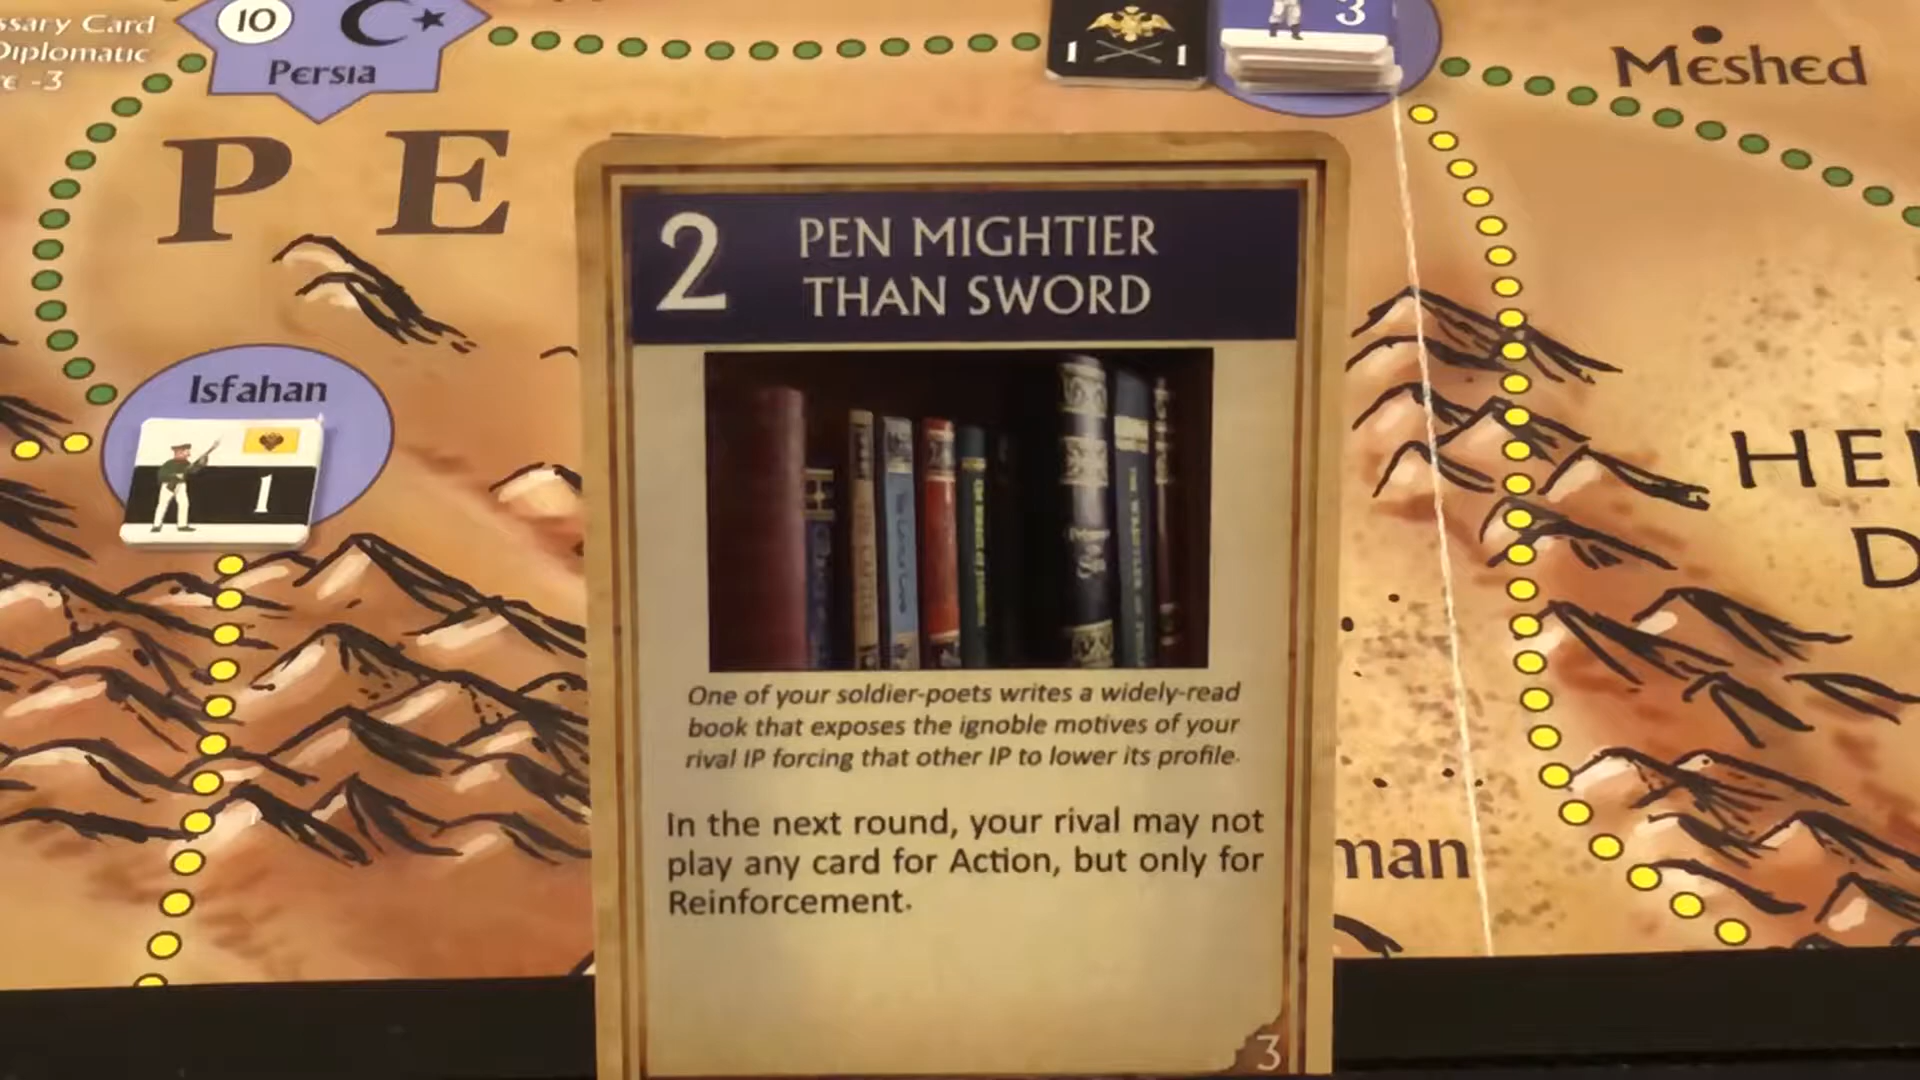 ssary Card
Diplomatic
-3
10
Persia
1 1
3
Meshed
P E
Isfahan
1
2
PEN MIGHTIER
THAN SWORD
One of your soldier-poets writes a widely-read
book that exposes the ignoble motives of your
rival IP forcing that other IP to lower its profile.
In the next round, your rival may not
play any card for Action, but only for
Reinforcement.
3
HE
D
man